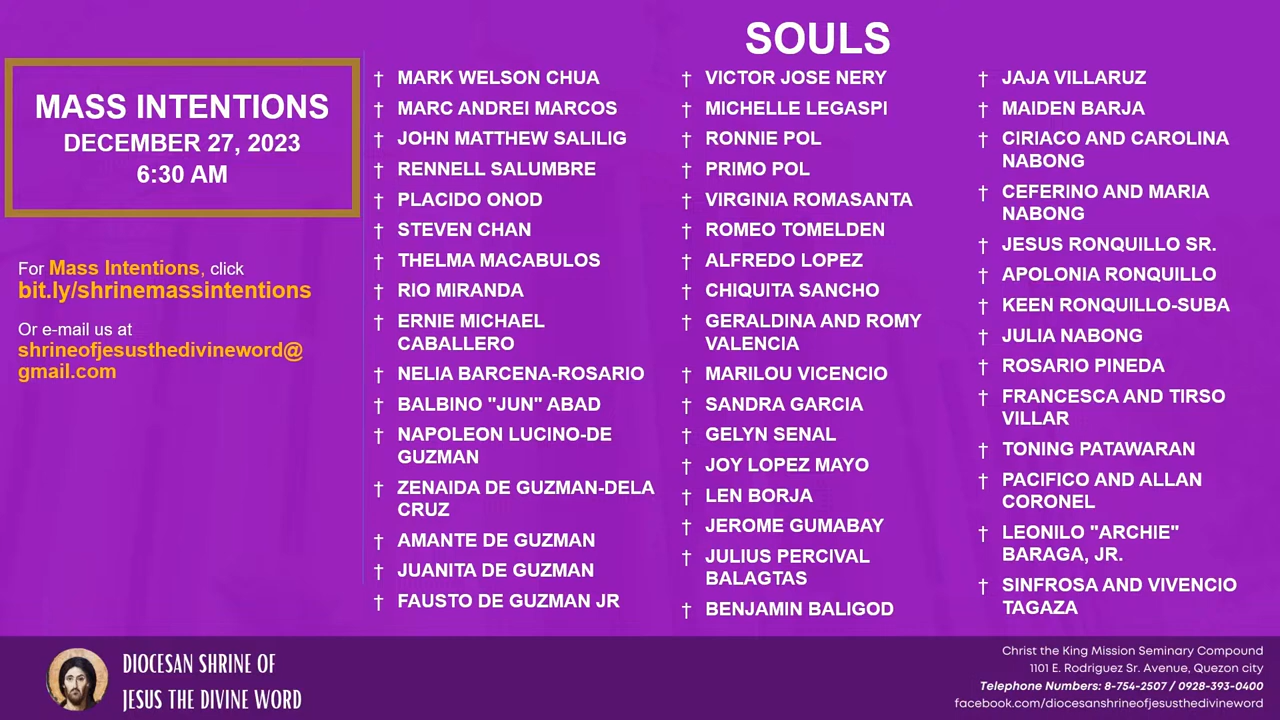 SOULS
MASS INTENTIONS
DECEMBER 27, 2023
6:30 AM
For Mass Intentions, click
bit.ly/shrinemassintentions
Or e-mail us at
shrineofjesusthedivineword@
gmail.com
† MARK WELSON CHUA
† MARC ANDREI MARCOS
† JOHN MATTHEW SALILIG
† RENNELL SALUMBRE
† PLACIDO ONOD
† STEVEN CHAN
† THELMA MACABULOS
† RIO MIRANDA
† ERNIE MICHAEL
CABALLERO
† NELIA BARCENA-ROSARIO
† BALBINO "JUN" ABAD
† NAPOLEON LUCINO-DE
GUZMAN
† ZENAIDA DE GUZMAN-DELA
CRUZ
† AMANTE DE GUZMAN
† JUANITA DE GUZMAN
† FAUSTO DE GUZMAN JR
† VICTOR JOSE NERY
† MICHELLE LEGASPI
† RONNIE POL
† PRIMO POL
† VIRGINIA ROMASANTA
† ROMEO TOMELDEN
† ALFREDO LOPEZ
† CHIQUITA SANCHO
† GERALDINA AND ROMY
VALENCIA
† MARILOU VICENCIO
† SANDRA GARCIA
† GELYN SENAL
† JOY LOPEZ MAYO
† LEN BORJA
† JEROME GUMABAY
† JULIUS PERCIVAL
BALAGTAS
† BENJAMIN BALIGOD
† JAJA VILLARUZ
† MAIDEN BARJA
† CIRIACO AND CAROLINA
NABONG
† CEFERINO AND MARIA
NABONG
† JESUS RONQUILLO SR.
† APOLONIA RONQUILLO
† KEEN RONQUILLO-SUBA
† JULIA NABONG
† ROSARIO PINEDA
† FRANCESCA AND TIRSO
VILLAR
† TONING PATAWARAN
† PACIFICO AND ALLAN
CORONEL
† LEONILO "ARCHIE"
BARAGA, JR.
† SINFROSA AND VIVENCIO
TAGAZA
DIOCESAN SHRINE OF
JESUS THE DIVINE WORD
Christ the King Mission Seminary Compound
1101 E. Rodriguez Sr. Avenue, Quezon city
Telephone Numbers: 8-754-2507 / 0928-393-0400
facebook.com/diocesanshrineofjesusthedivineword